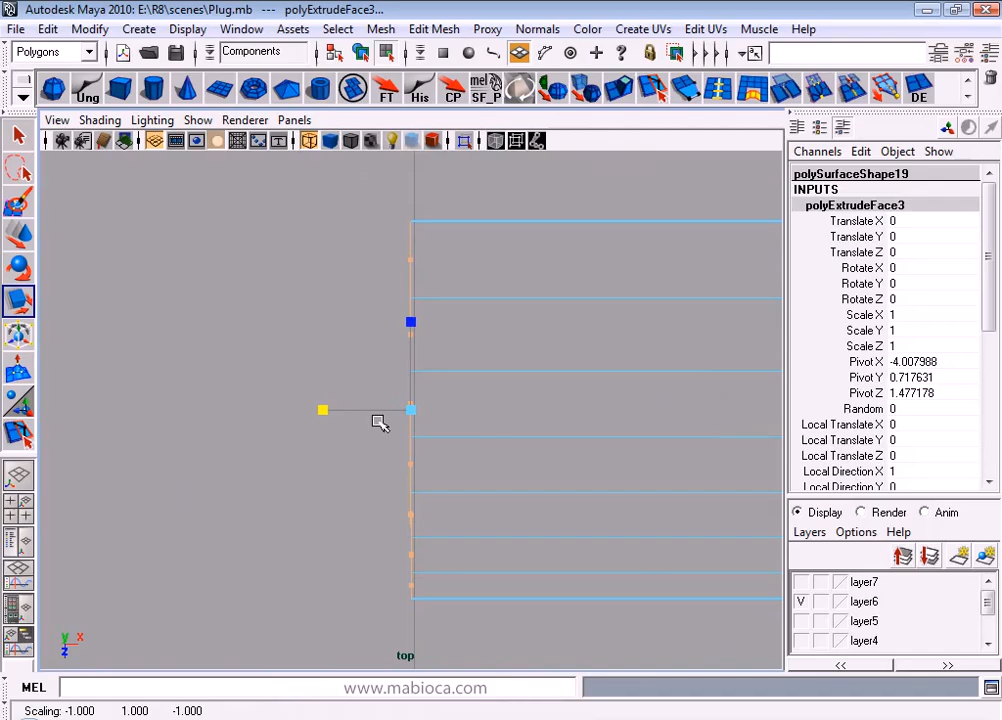 Autodesk Maya 2010: E:\R8\scenes\Plug.mb --- polyExtrudeFace3...
File Edit Modify Create Display Window Assets Select Mesh Edit Mesh Proxy Normals Color Create UVs Edit UVs Muscle Help
Polygons Components
Ung FT His mel SF_P CP DE
View Shading Lighting Show Renderer Panels
Channels Edit Object Show
polySurfaceShape19
INPUTS
polyExtrudeFace3
Translate X 0
Translate Y 0
Translate Z 0
Rotate X 0
Rotate Y 0
Rotate Z 0
Scale X 1
Scale Y 1
Scale Z 1
Pivot X -4.007988
Pivot Y 0.717631
Pivot Z 1.477178
Random 0
Local Translate X 0
Local Translate Y 0
Local Translate Z 0
Local Direction X 1
Local Direction Y 0
Display Render Anim
Layers Options Help
layer7
V layer6
layer5
layer4
y x
z
top
<< >>
MEL www.mabioca.com
Scaling: -1.000 1.000 -1.000